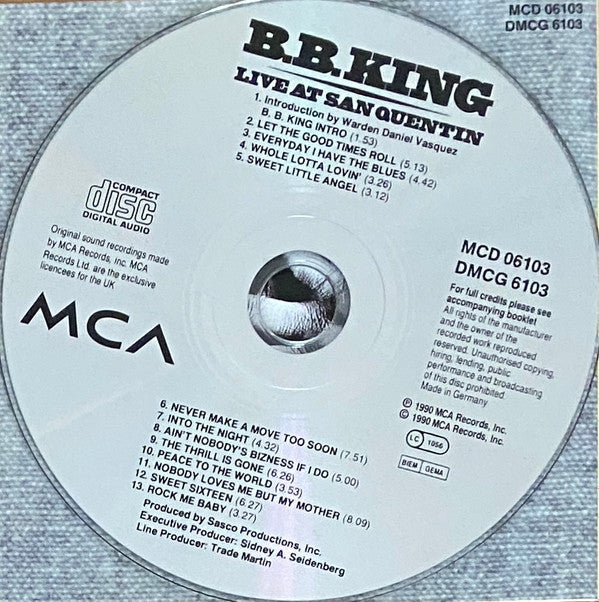 MCD 06103
DMCG 6103
B.B.KING
LIVE AT SAN QUENTIN
1. Introduction by Warden Daniel Vasquez
B. B. KING INTRO (1.53)
2. LET THE GOOD TIMES ROLL (5.13)
3. EVERYDAY I HAVE THE BLUES (4.42)
4. WHOLE LOTTA LOVIN' (3.26)
5. SWEET LITTLE ANGEL (3.12)
COMPACT
disc
DIGITAL AUDIO
Original sound recordings made
by MCA Records, Inc. MCA
Records Ltd. are the exclusive
licencees for the UK
MCA
MCD 06103
DMCG 6103
For full credits please see
accompanying booklet
All rights of the manufacturer
and the owner of the
recorded work reproduced
reserved. Unauthorised copying,
hiring, lending, public
performance and broadcasting
of this disc prohibited.
Made in Germany
℗ 1990 MCA Records, Inc.
© 1990 MCA Records, Inc.
LC 1056
BIEM GEMA
6. NEVER MAKE A MOVE TOO SOON (7.51)
7. INTO THE NIGHT (4.32)
8. AIN'T NOBODY'S BIZNESS IF I DO (5.00)
9. THE THRILL IS GONE (6.26)
10. PEACE TO THE WORLD (3.53)
11. NOBODY LOVES ME BUT MY MOTHER (8.09)
12. SWEET SIXTEEN (6.27)
13. ROCK ME BABY (3.27)
Produced by Sasco Productions, Inc.
Executive Producer: Sidney A. Seidenberg
Line Producer: Trade Martin